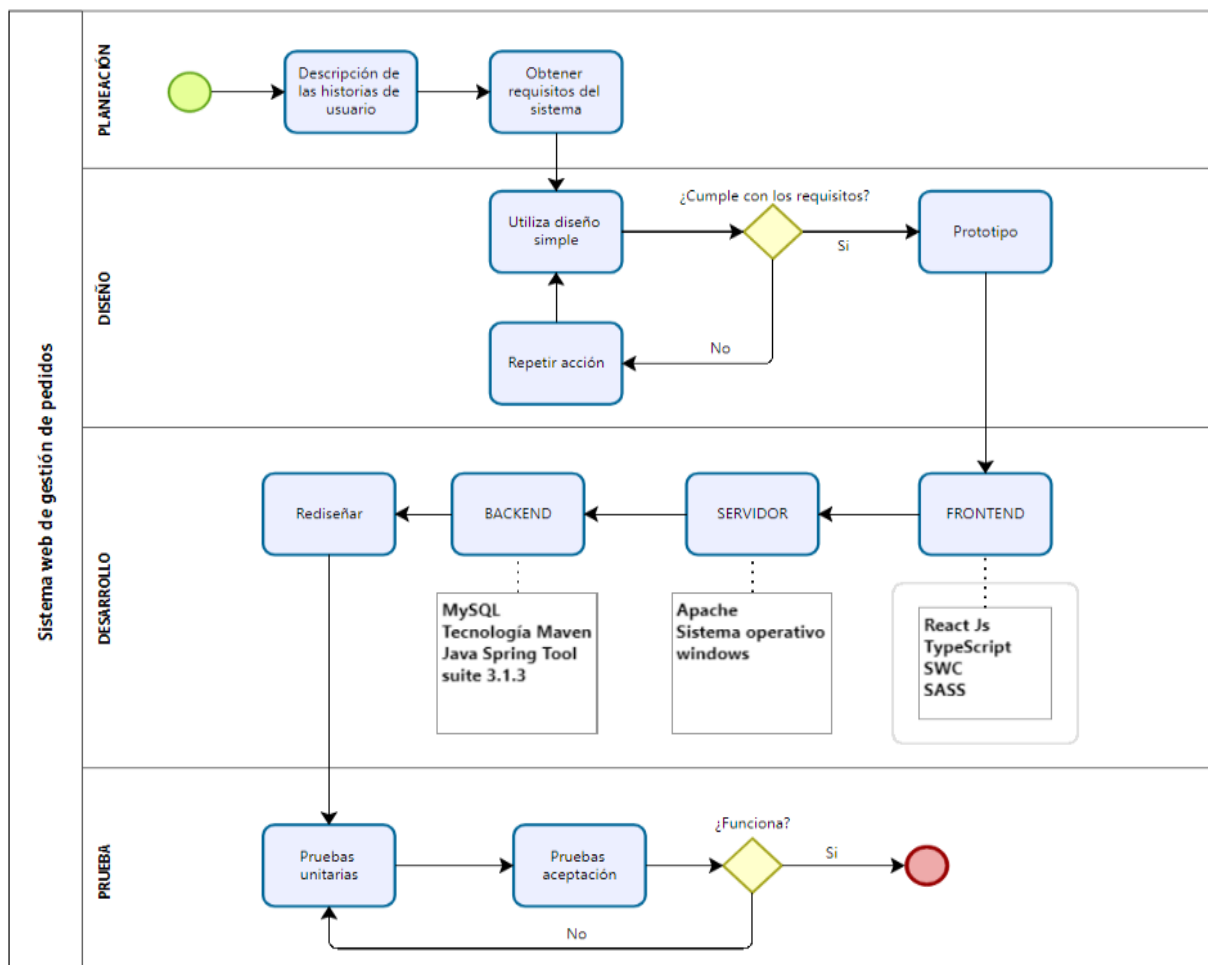 Sistema web de gestión de pedidos
PLANEACIÓN
Descripción de
las historias de
usuario
Obtener
requisitos del
sistema
DISEÑO
Utiliza diseño
simple
¿Cumple con los requisitos?
Si
Prototipo
No
Repetir acción
DESARROLLO
Rediseñar
BACKEND
SERVIDOR
FRONTEND
MySQL
Tecnología Maven
Java Spring Tool
suite 3.1.3
Apache
Sistema operativo
windows
React Js
TypeScript
SWC
SASS
PRUEBA
Pruebas
unitarias
Pruebas
aceptación
¿Funciona?
Si
No